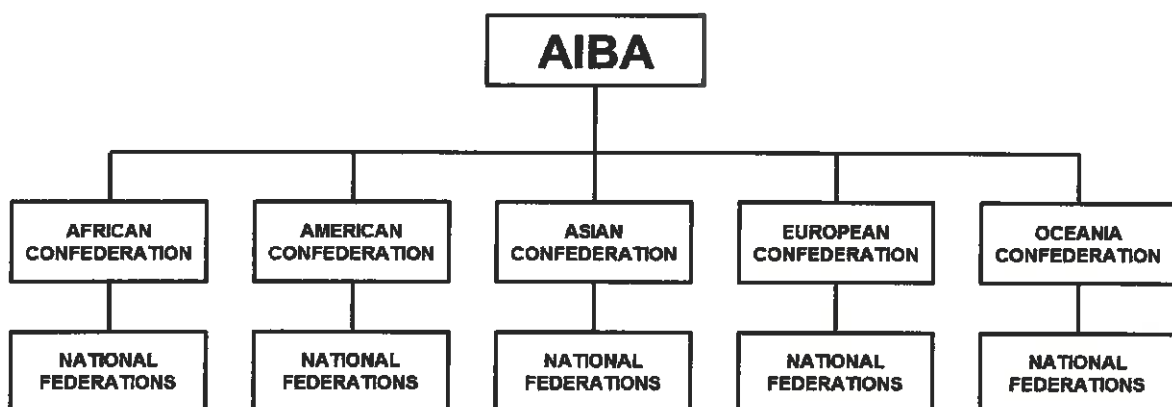 AIBA
AFRICAN
CONFEDERATION
AMERICAN
CONFEDERATION
ASIAN
CONFEDERATION
EUROPEAN
CONFEDERATION
OCEANIA
CONFEDERATION
NATIONAL
FEDERATIONS
NATIONAL
FEDERATIONS
NATIONAL
FEDERATIONS
NATIONAL
FEDERATIONS
NATIONAL
FEDERATIONS